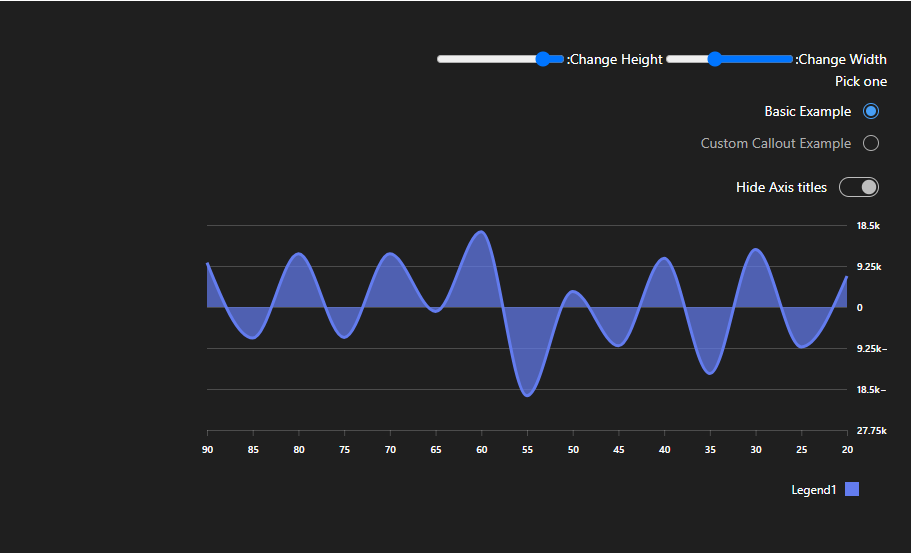 :Change Height :Change Width
Pick one
Basic Example
Custom Callout Example
Hide Axis titles
18.5k
9.25k
0
9.25k−
18.5k−
27.75k
90 85 80 75 70 65 60 55 50 45 40 35 30 25 20
Legend1